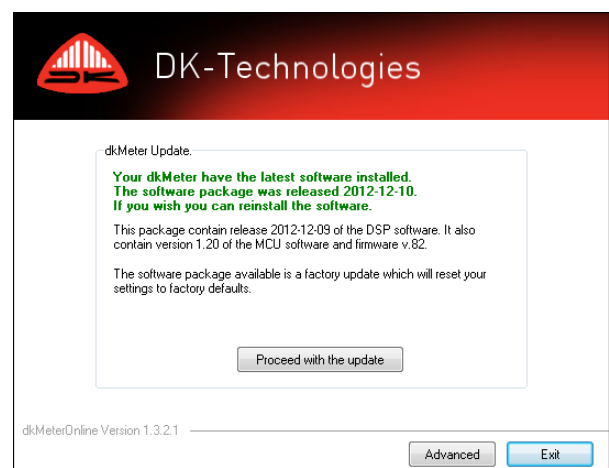 DK
DK-Technologies
dkMeter Update.
Your dkMeter have the latest software installed.
The software package was released 2012-12-10.
If you wish you can reinstall the software.
This package contain release 2012-12-09 of the DSP software. It also
contain version 1.20 of the MCU software and firmware v.82.
The software package available is a factory update which will reset your
settings to factory defaults.
Proceed with the update
dkMeterOnline Version 1.3.2.1
Advanced
Exit